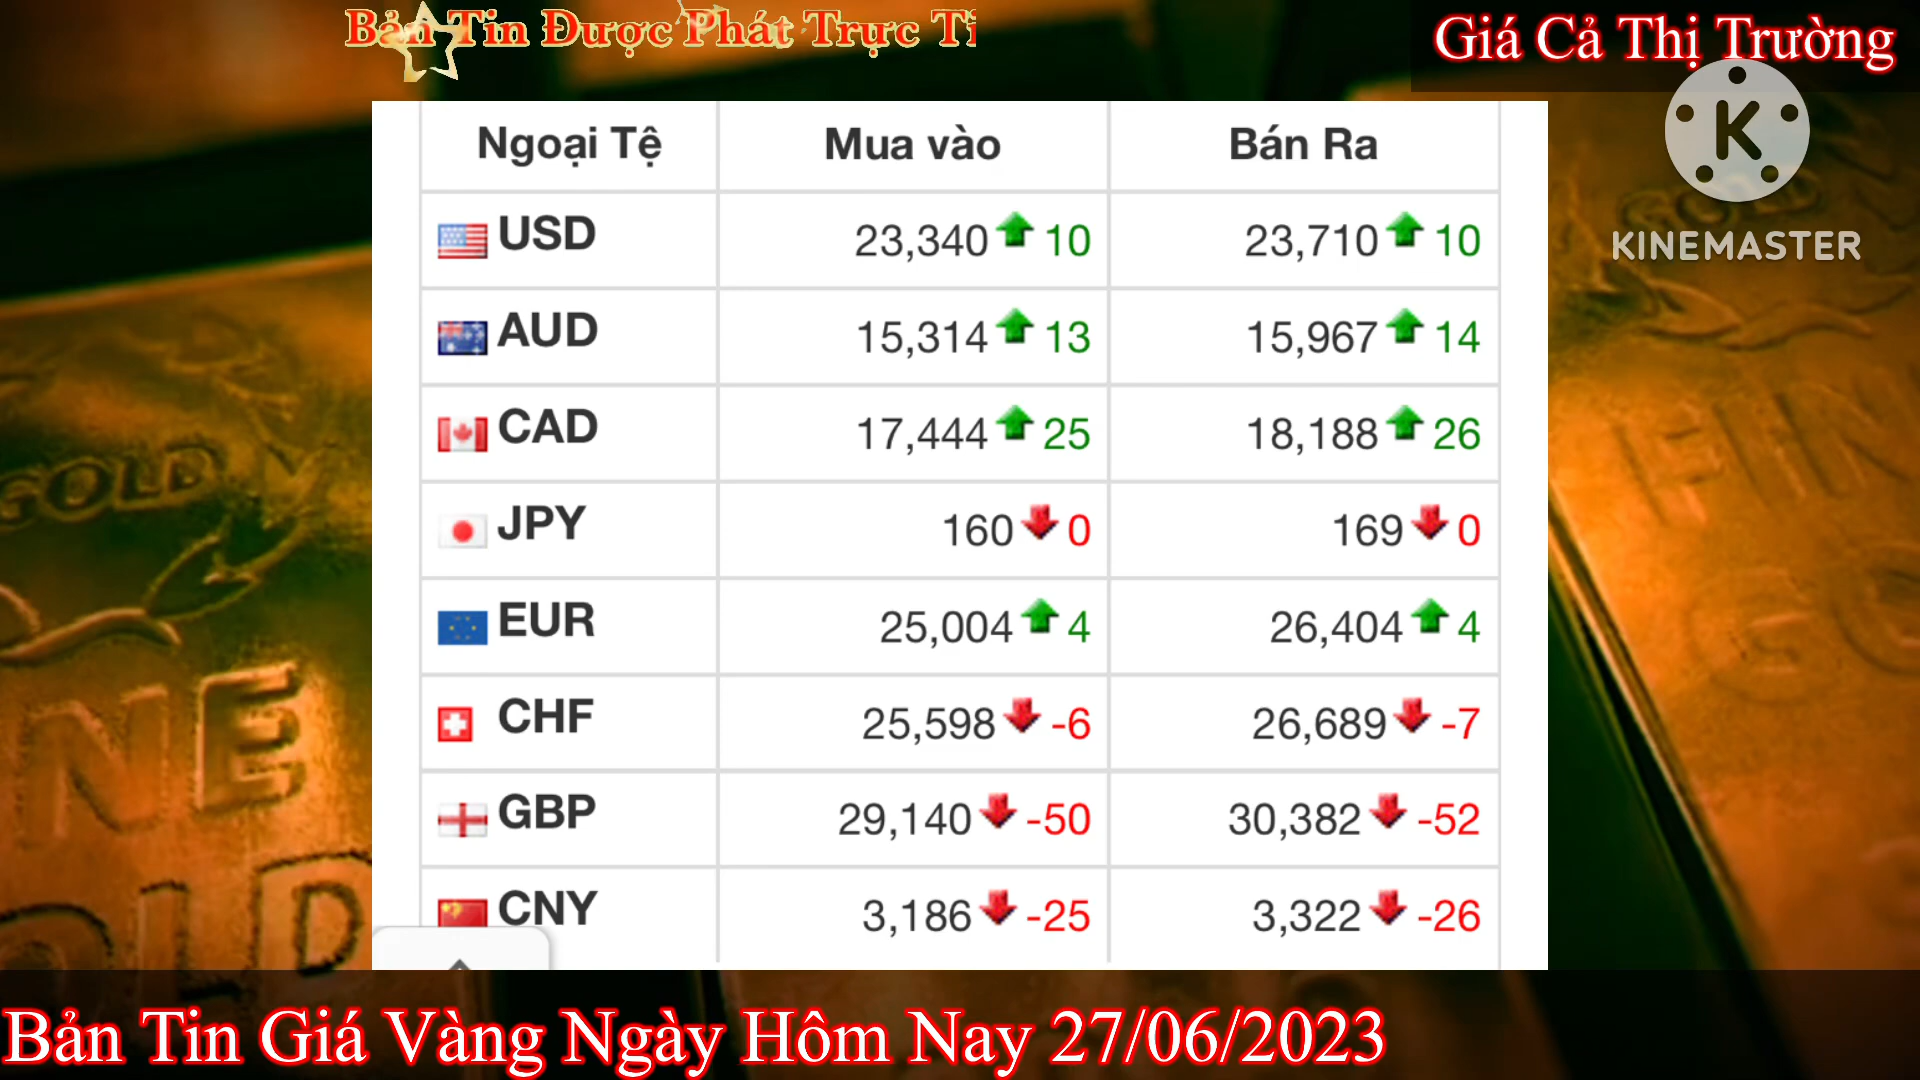 Bản Tin Được Phát Trực
Giá Cả Thị Trường
K
KINEMASTER
Ngoại Tệ Mua vào Bán Ra
USD 23,340 10 23,710 10
AUD 15,314 13 15,967 14
CAD 17,444 25 18,188 26
JPY 160 0 169 0
EUR 25,004 4 26,404 4
CHF 25,598 -6 26,689 -7
GBP 29,140 -50 30,382 -52
CNY 3,186 -25 3,322 -26
GOLD
GOLD
FIN
NE
Bản Tin Giá Vàng Ngày Hôm Nay 27/06/2023